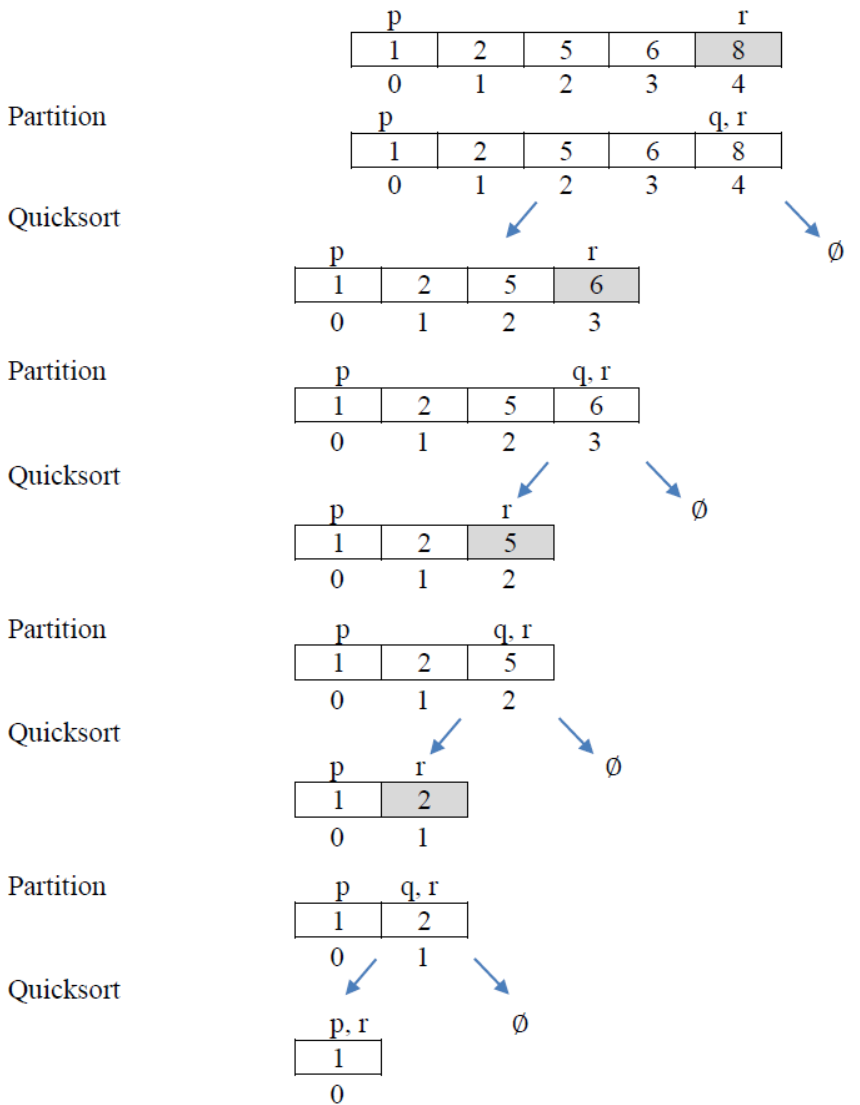 p r
1 2 5 6 8
0 1 2 3 4
Partition
p q, r
1 2 5 6 8
0 1 2 3 4
Quicksort
∅
p r
1 2 5 6
0 1 2 3
Partition
p q, r
1 2 5 6
0 1 2 3
Quicksort
p r ∅
1 2 5
0 1 2
Partition
p q, r
1 2 5
0 1 2
Quicksort
p r ∅
1 2
0 1
Partition
p q, r
1 2
0 1
Quicksort
p, r ∅
1
0